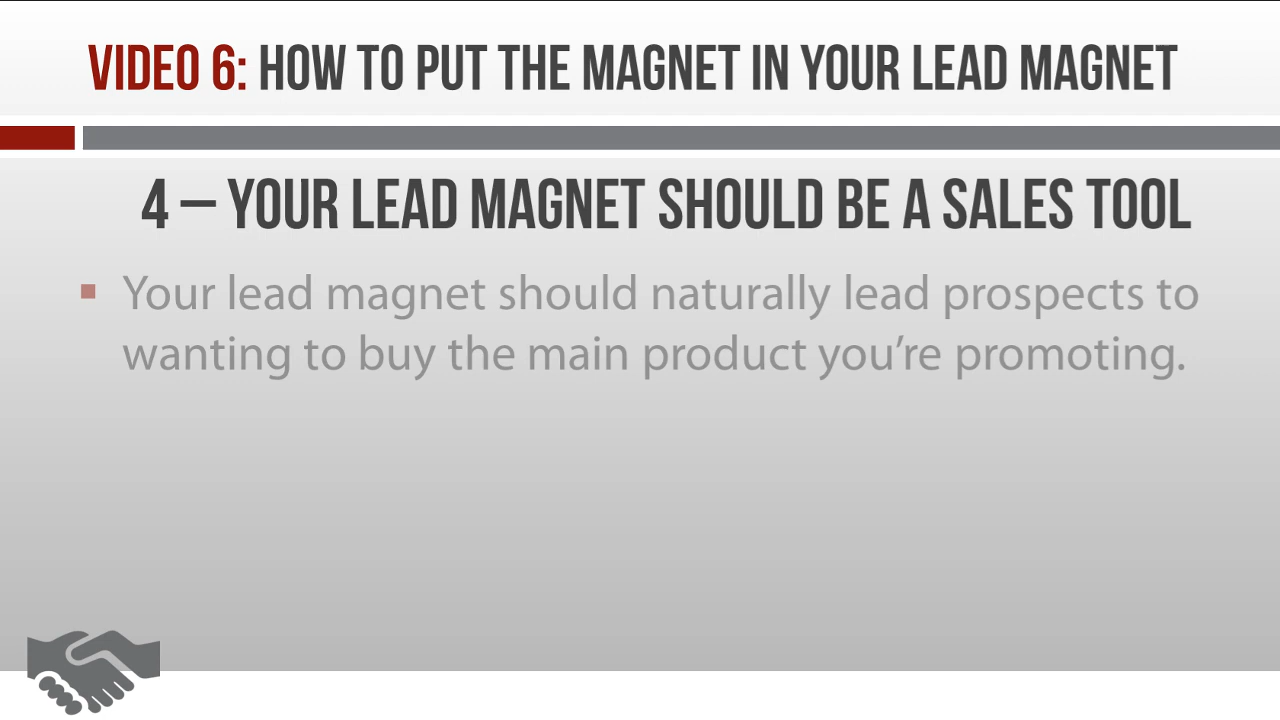 VIDEO 6: HOW TO PUT THE MAGNET IN YOUR LEAD MAGNET
4 – YOUR LEAD MAGNET SHOULD BE A SALES TOOL
Your lead magnet should naturally lead prospects to
wanting to buy the main product you’re promoting.